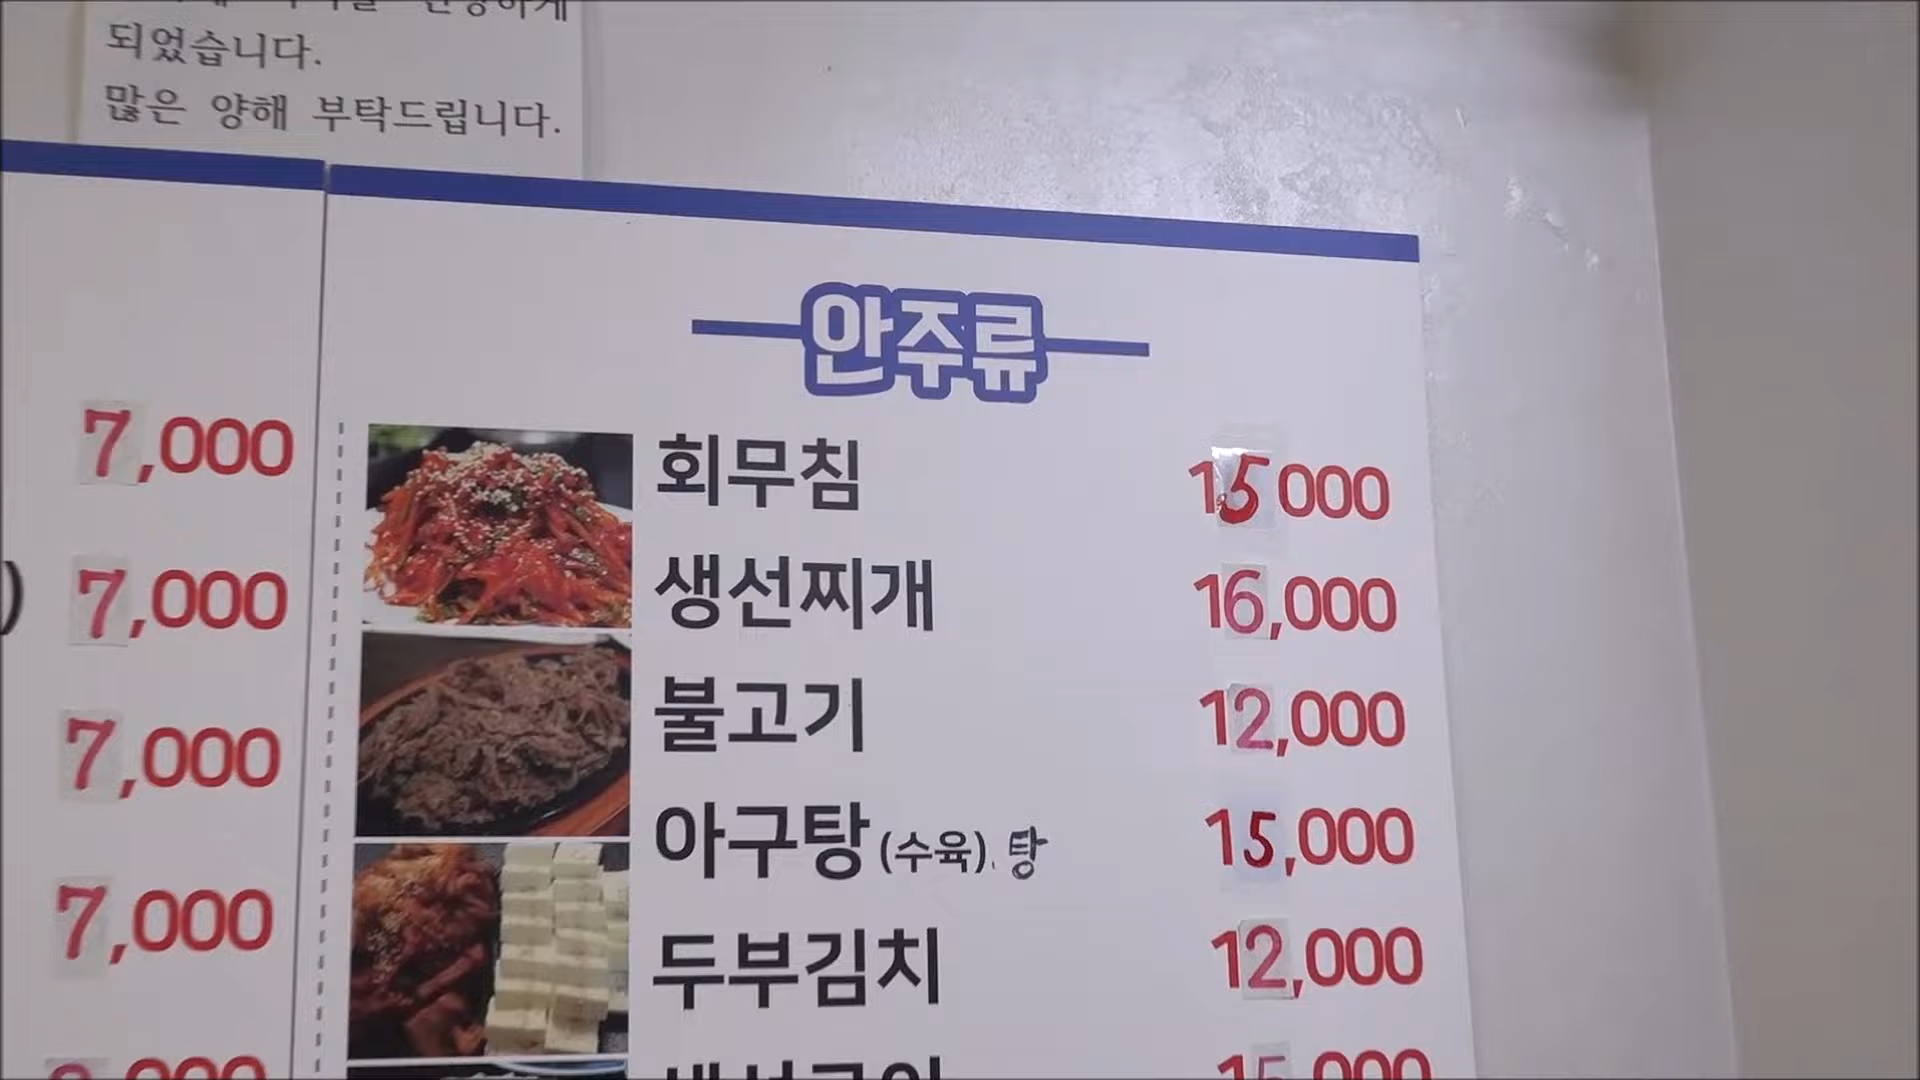 되었습니다.
많은 양해 부탁드립니다.
7,000
7,000
7,000
7,000
안주류
회무침 15000
생선찌개 16,000
불고기 12,000
아구탕(수육).탕 15,000
두부김치 12,000
15,000